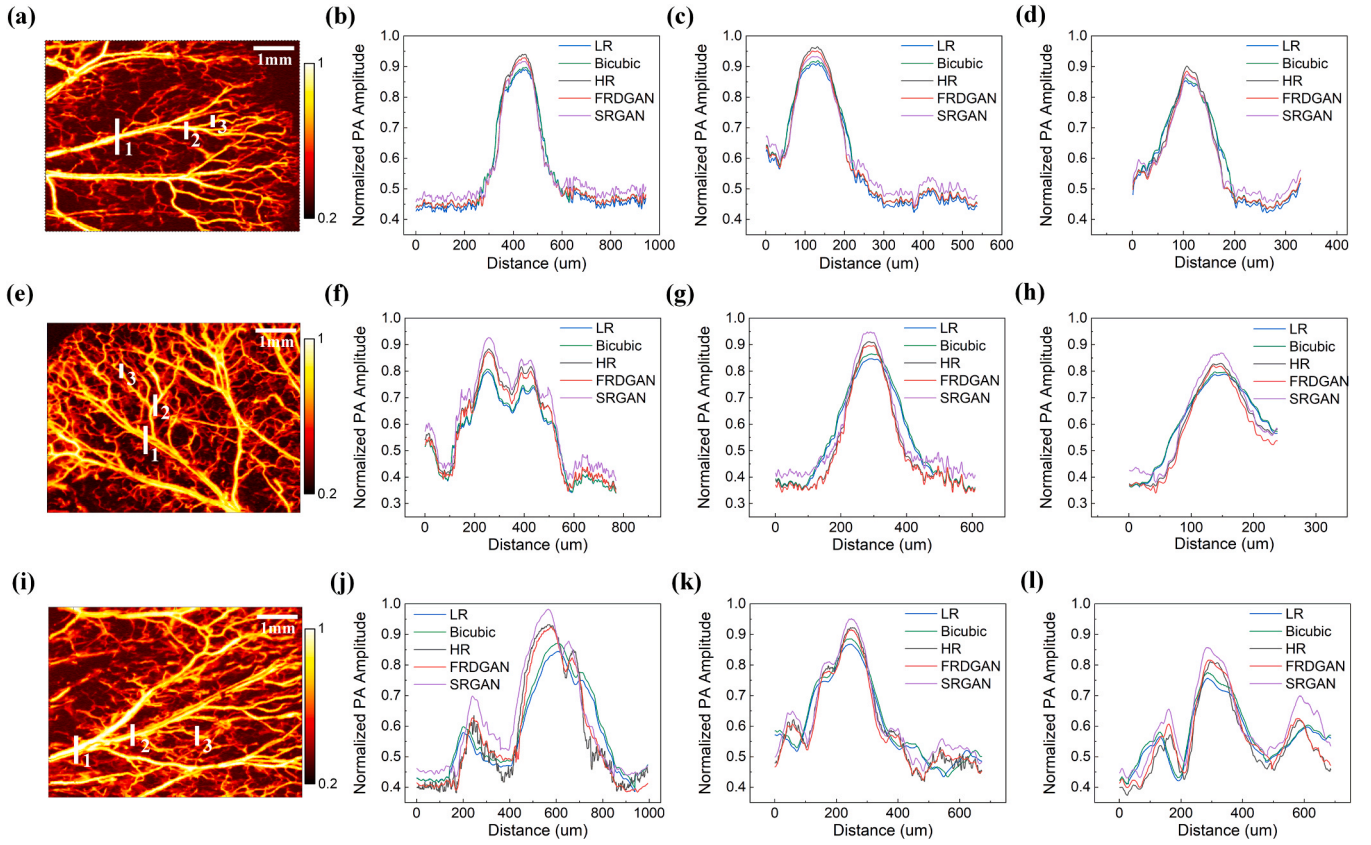 (a)
1mm
1
2
3
1
0.2
(b)
Normalized PA Amplitude
1.0
0.9
0.8
0.7
0.6
0.5
0.4
LR
Bicubic
HR
FRDGAN
SRGAN
0 200 400 600 800 1000
Distance (um)
(c)
Normalized PA Amplitude
1.0
0.9
0.8
0.7
0.6
0.5
0.4
LR
Bicubic
HR
FRDGAN
SRGAN
0 100 200 300 400 500 600
Distance (um)
(d)
Normalized PA Amplitude
1.0
0.9
0.8
0.7
0.6
0.5
0.4
LR
Bicubic
HR
FRDGAN
SRGAN
0 100 200 300 400
Distance (um)
(e)
1mm
3
2
1
1
0.2
(f)
Normalized PA Amplitude
1.0
0.9
0.8
0.7
0.6
0.5
0.4
0.3
LR
Bicubic
HR
FRDGAN
SRGAN
0 200 400 600 800
Distance (um)
(g)
Normalized PA Amplitude
1.0
0.9
0.8
0.7
0.6
0.5
0.4
0.3
LR
Bicubic
HR
FRDGAN
SRGAN
0 200 400 600
Distance (um)
(h)
Normalized PA Amplitude
1.0
0.9
0.8
0.7
0.6
0.5
0.4
0.3
LR
Bicubic
HR
FRDGAN
SRGAN
0 100 200 300
Distance (um)
(i)
1mm
1
2
3
1
0.2
(j)
Normalized PA Amplitude
1.0
0.9
0.8
0.7
0.6
0.5
0.4
LR
Bicubic
HR
FRDGAN
SRGAN
0 200 400 600 800 1000
Distance (um)
(k)
Normalized PA Amplitude
1.0
0.9
0.8
0.7
0.6
0.5
0.4
LR
Bicubic
HR
FRDGAN
SRGAN
0 200 400 600
Distance (um)
(l)
Normalized PA Amplitude
1.0
0.9
0.8
0.7
0.6
0.5
0.4
LR
Bicubic
HR
FRDGAN
SRGAN
0 200 400 600
Distance (um)